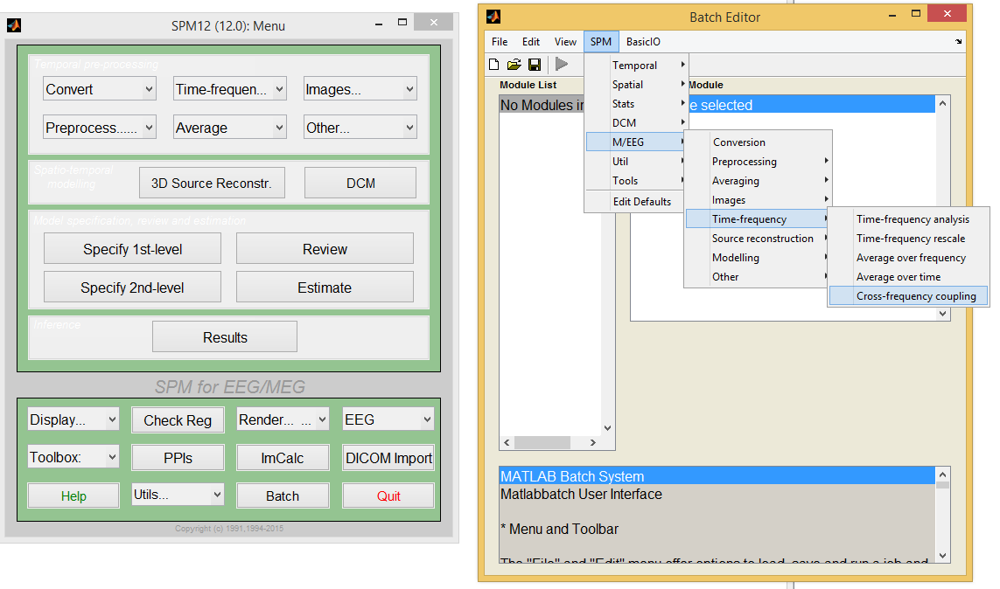 SPM12 (12.0): Menu
Temporal pre-processing
Convert
Time-frequen...
Images...
Preprocess......
Average
Other...
Spatio-temporal
modelling
3D Source Reconstr.
DCM
Model specification, review and estimation
Specify 1st-level
Review
Specify 2nd-level
Estimate
Inference
Results
SPM for EEG/MEG
Display...
Check Reg
Render... ...
EEG
Toolbox:
PPIs
ImCalc
DICOM Import
Help
Utils...
Batch
Quit
Copyright (c) 1991,1994-2015
Batch Editor
File Edit View SPM BasicIO
Module List
Module
No Modules in
e selected
Temporal
Spatial
Stats
DCM
M/EEG
Util
Tools
Edit Defaults
Conversion
Preprocessing
Averaging
Images
Time-frequency
Source reconstruction
Modelling
Other
Time-frequency analysis
Time-frequency rescale
Average over frequency
Average over time
Cross-frequency coupling
MATLAB Batch System
Matlabbatch User Interface
* Menu and Toolbar
The "File" and "Edit" menu offer options to load, save and run a job and